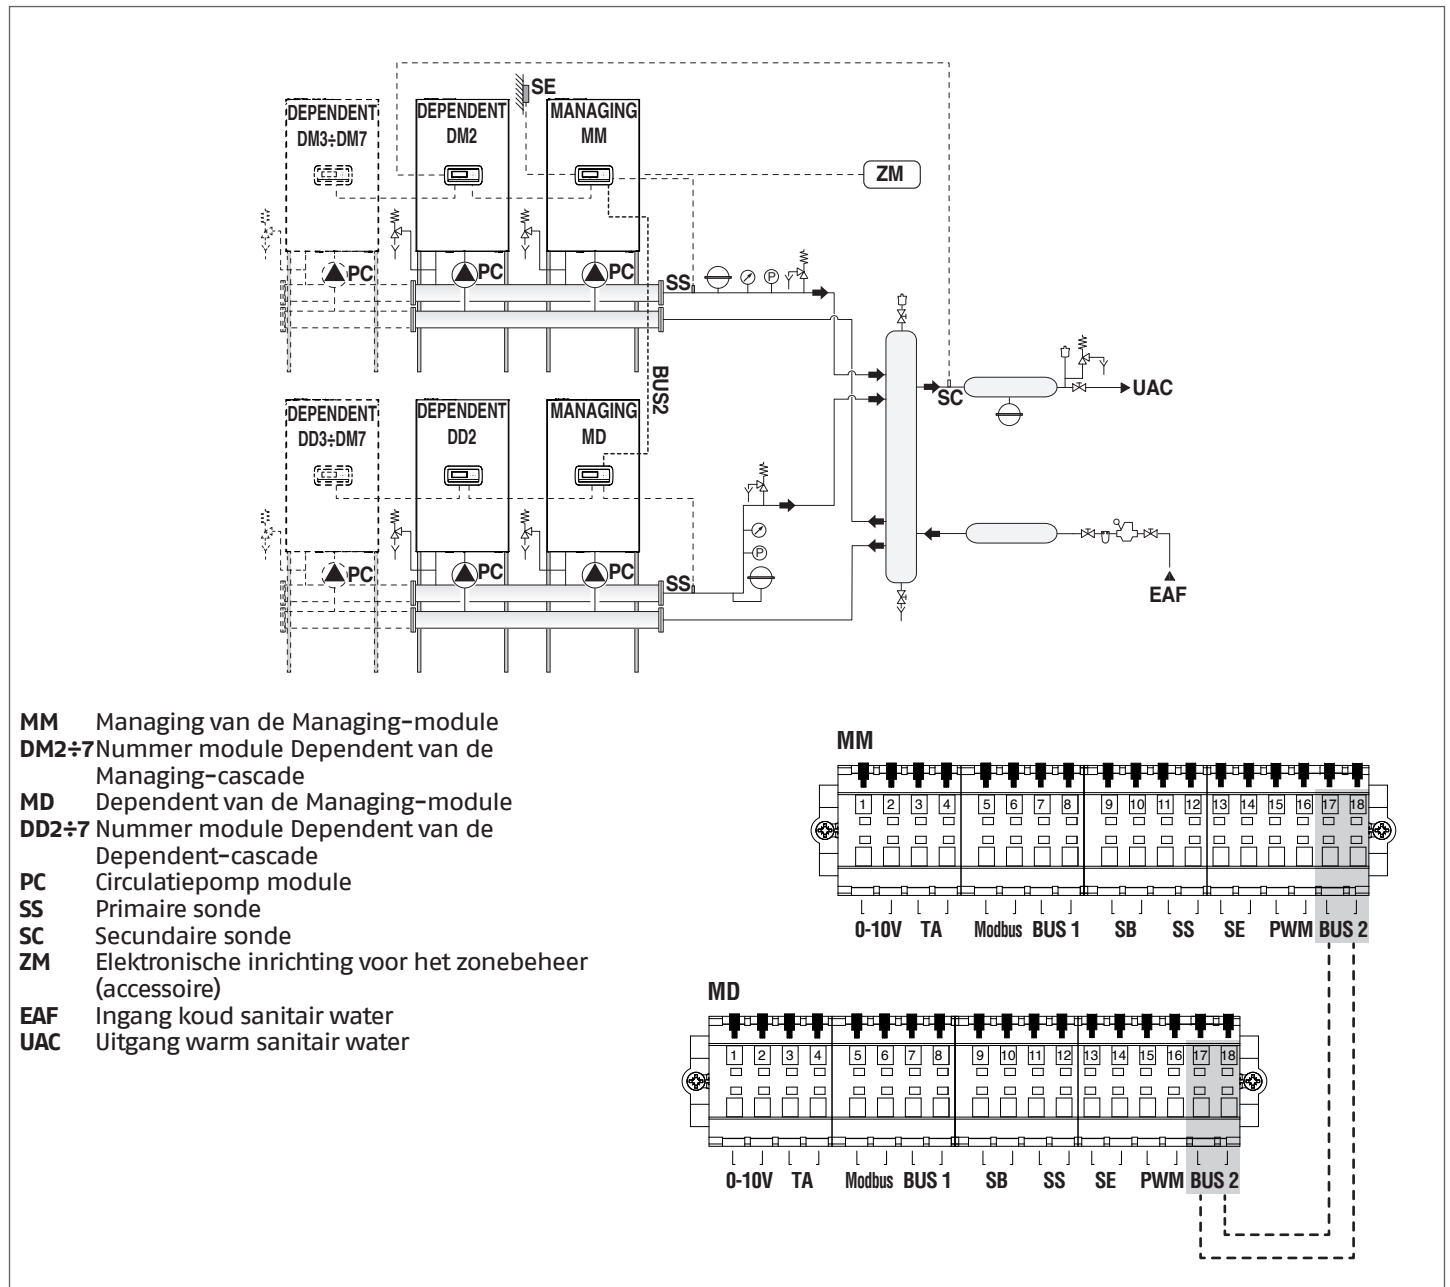 SE
DEPENDENT
DM3÷DM7
DEPENDENT
DM2
MANAGING
MM
ZM
PC
PC
PC
SS
P
BUS2
SC
UAC
DEPENDENT
DD3÷DM7
DEPENDENT
DD2
MANAGING
MD
P
PC
PC
PC
SS
EAF
MM Managing van de Managing-module
DM2÷7 Nummer module Dependent van de
Managing-cascade
MD Dependent van de Managing-module
DD2÷7 Nummer module Dependent van de
Dependent-cascade
PC Circulatiepomp module
SS Primaire sonde
SC Secundaire sonde
ZM Elektronische inrichting voor het zonebeheer
(accessoire)
EAF Ingang koud sanitair water
UAC Uitgang warm sanitair water
MM
1 2 3 4 5 6 7 8 9 10 11 12 13 14 15 16 17 18
0-10V TA Modbus BUS 1 SB SS SE PWM BUS 2
MD
1 2 3 4 5 6 7 8 9 10 11 12 13 14 15 16 17 18
0-10V TA Modbus BUS 1 SB SS SE PWM BUS 2